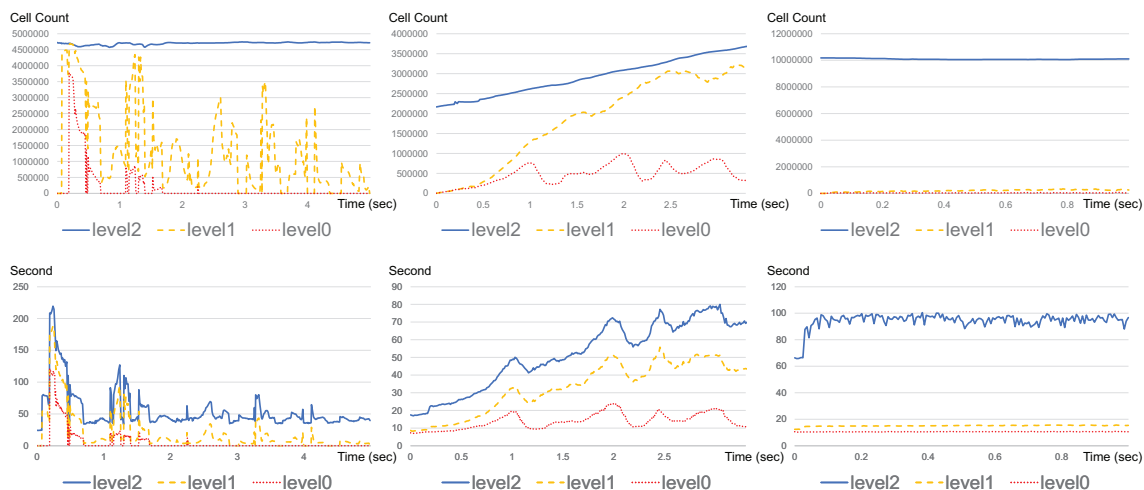 Cell Count
5000000
4500000
4000000
3500000
3000000
2500000
2000000
1500000
1000000
500000
0
0 1 2 3 4
Time (sec)
level2 level1 level0
Cell Count
4000000
3500000
3000000
2500000
2000000
1500000
1000000
500000
0
0 0.5 1 1.5 2 2.5
Time (sec)
level2 level1 level0
Cell Count
12000000
10000000
8000000
6000000
4000000
2000000
0
0 0.2 0.4 0.6 0.8
Time (sec)
level2 level1 level0
Second
250
200
150
100
50
0
0 1 2 3 4
Time (sec)
level2 level1 level0
Second
90
80
70
60
50
40
30
20
10
0
0 0.5 1 1.5 2 2.5
Time (sec)
level2 level1 level0
Second
120
100
80
60
40
20
0
0 0.2 0.4 0.6 0.8
Time (sec)
level2 level1 level0